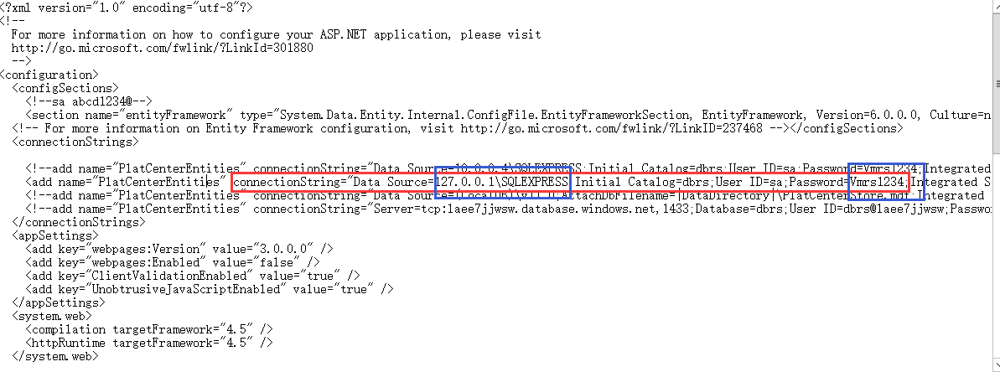 <?xml version="1.0" encoding="utf-8"?>
<!--
For more information on how to configure your ASP.NET application, please visit
http://go.microsoft.com/fwlink/?LinkId=301880
-->
<configuration>
<configSections>
<!--sa abcd1234@-->
<section name="entityFramework" type="System.Data.Entity.Internal.ConfigFile.EntityFrameworkSection, EntityFramework, Version=6.0.0.0, Culture=n
<!-- For more information on Entity Framework configuration, visit http://go.microsoft.com/fwlink/?LinkID=237468 --></configSections>
<connectionStrings>
<!--add name="PlatCenterEntities" connectionString="Data Source=10.0.0.4\SQLEXPRESS;Initial Catalog=dbrs;User ID=sa;Password=Vmrs1234;Integrated
<add name="PlatCenterEntities" connectionString="Data Source=127.0.0.1\SQLEXPRESS Initial Catalog=dbrs;User ID=sa;Password=Vmrs1234;Integrated S
<!--add name="PlatCenterEntities" connectionString="Data Source=(LocalDB)\v11.0;AttachDbFilename=|DataDirectory|\PlatCenterStore.mdf;Integrated
<!--add name="PlatCenterEntities" connectionString="Server=tcp:laee7jjwsw.database.windows.net,1433;Database=dbrs;User ID=dbrs@laee7jjwsw;Passwo
</connectionStrings>
<appSettings>
<add key="webpages:Version" value="3.0.0.0" />
<add key="webpages:Enabled" value="false" />
<add key="ClientValidationEnabled" value="true" />
<add key="UnobtrusiveJavaScriptEnabled" value="true" />
</appSettings>
<system.web>
<compilation targetFramework="4.5" />
<httpRuntime targetFramework="4.5" />
</system.web>